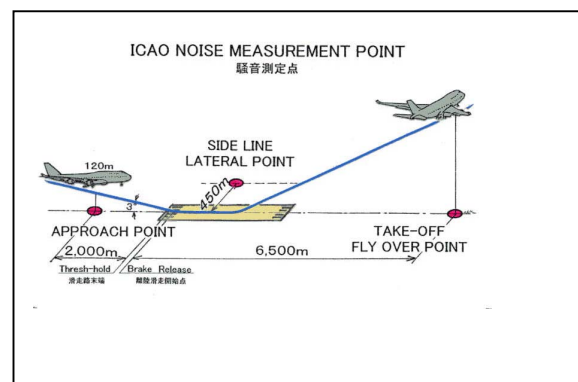 ICAO NOISE MEASUREMENT POINT
騒音測定点
SIDE LINE
LATERAL POINT
120m
450m
3°
APPROACH POINT
TAKE-OFF
FLY OVER POINT
2,000m
6,500m
Thresh-hold
Brake Release
滑走路末端
離陸滑走開始点